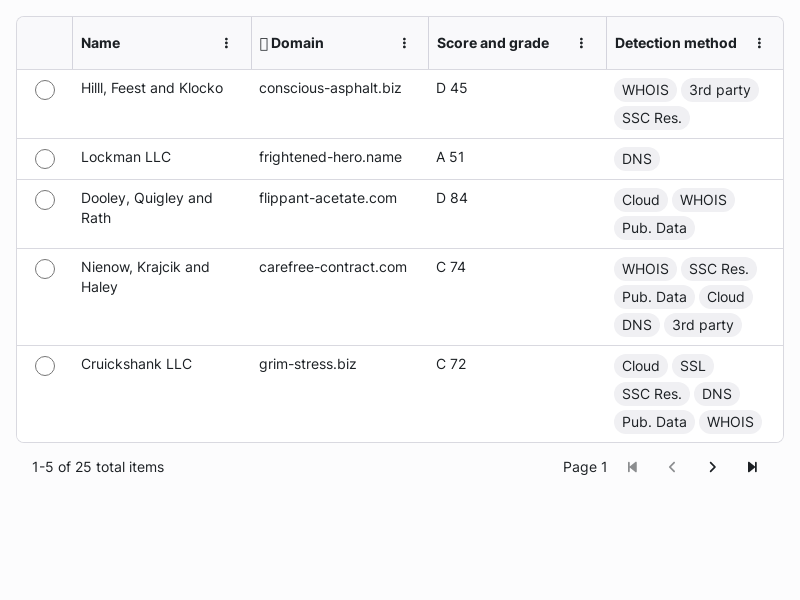 Name Domain Score and grade Detection method
Hilll, Feest and Klocko conscious-asphalt.biz D 45 WHOIS 3rd party
SSC Res.
Lockman LLC frightened-hero.name A 51 DNS
Dooley, Quigley and flippant-acetate.com D 84 Cloud WHOIS
Rath Pub. Data
Nienow, Krajcik and carefree-contract.com C 74 WHOIS SSC Res.
Haley Pub. Data Cloud
DNS 3rd party
Cruickshank LLC grim-stress.biz C 72 Cloud SSL
SSC Res. DNS
Pub. Data WHOIS
1-5 of 25 total items Page 1